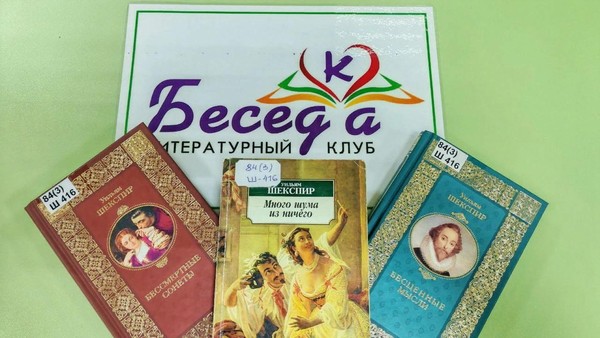 К
Беседа
ЛИТЕРАТУРНЫЙ КЛУБ
84(3)
Ш 416
Уильям
ШЕКСПИР
БЕССМЕРТНЫЕ
СОНЕТЫ
84(3)
Ш-416
УИЛЬЯМ
ШЕКСПИР
Много шума
из ничего
84(3)
Ш 416
Уильям
ШЕКСПИР
БЕСЦЕННЫЕ
МЫСЛИ